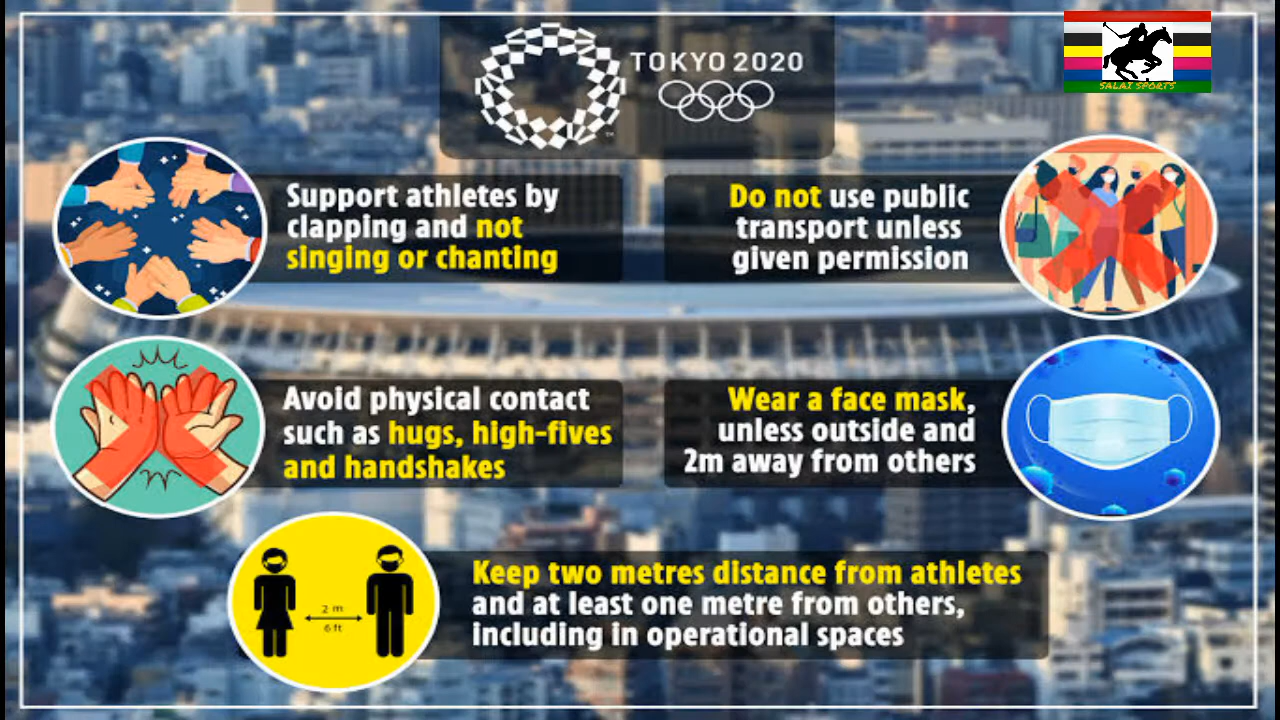 TOKYO 2020
TM
SALAI SPORTS
Support athletes by
clapping and not
singing or chanting
Do not use public
transport unless
given permission
Avoid physical contact
such as hugs, high-fives
and handshakes
Wear a face mask,
unless outside and
2m away from others
2 m
6 ft
Keep two metres distance from athletes
and at least one metre from others,
including in operational spaces